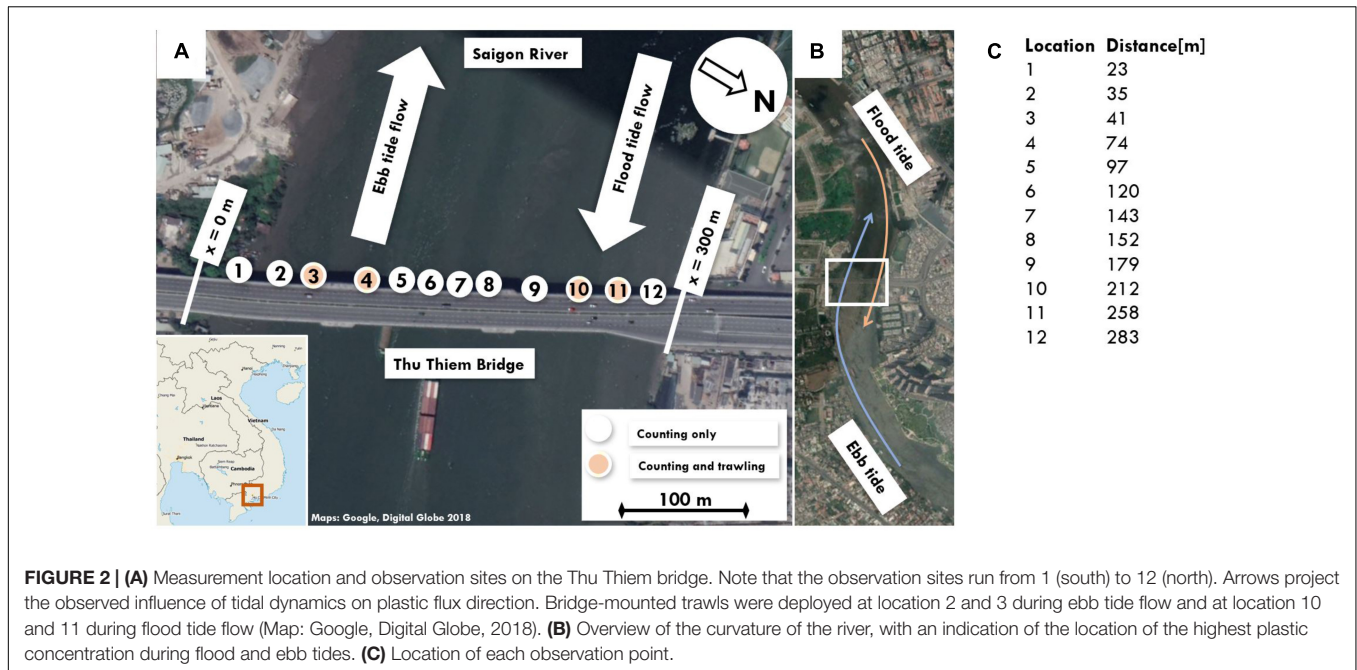 A
Saigon River
N
Ebb tide flow
Flood tide flow
x = 0 m
x = 300 m
1 2 3 4 5 6 7 8 9 10 11 12
Thu Thiem Bridge
Laos
Vietnam
Thailand
Cambodia
Counting only
Counting and trawling
100 m
Maps: Google, Digital Globe 2018
B
Flood tide
Ebb tide
C
Location Distance[m]
1 23
2 35
3 41
4 74
5 97
6 120
7 143
8 152
9 179
10 212
11 258
12 283
FIGURE 2 | (A) Measurement location and observation sites on the Thu Thiem bridge. Note that the observation sites run from 1 (south) to 12 (north). Arrows project
the observed influence of tidal dynamics on plastic flux direction. Bridge-mounted trawls were deployed at location 2 and 3 during ebb tide flow and at location 10
and 11 during flood tide flow (Map: Google, Digital Globe, 2018). (B) Overview of the curvature of the river, with an indication of the location of the highest plastic
concentration during flood and ebb tides. (C) Location of each observation point.